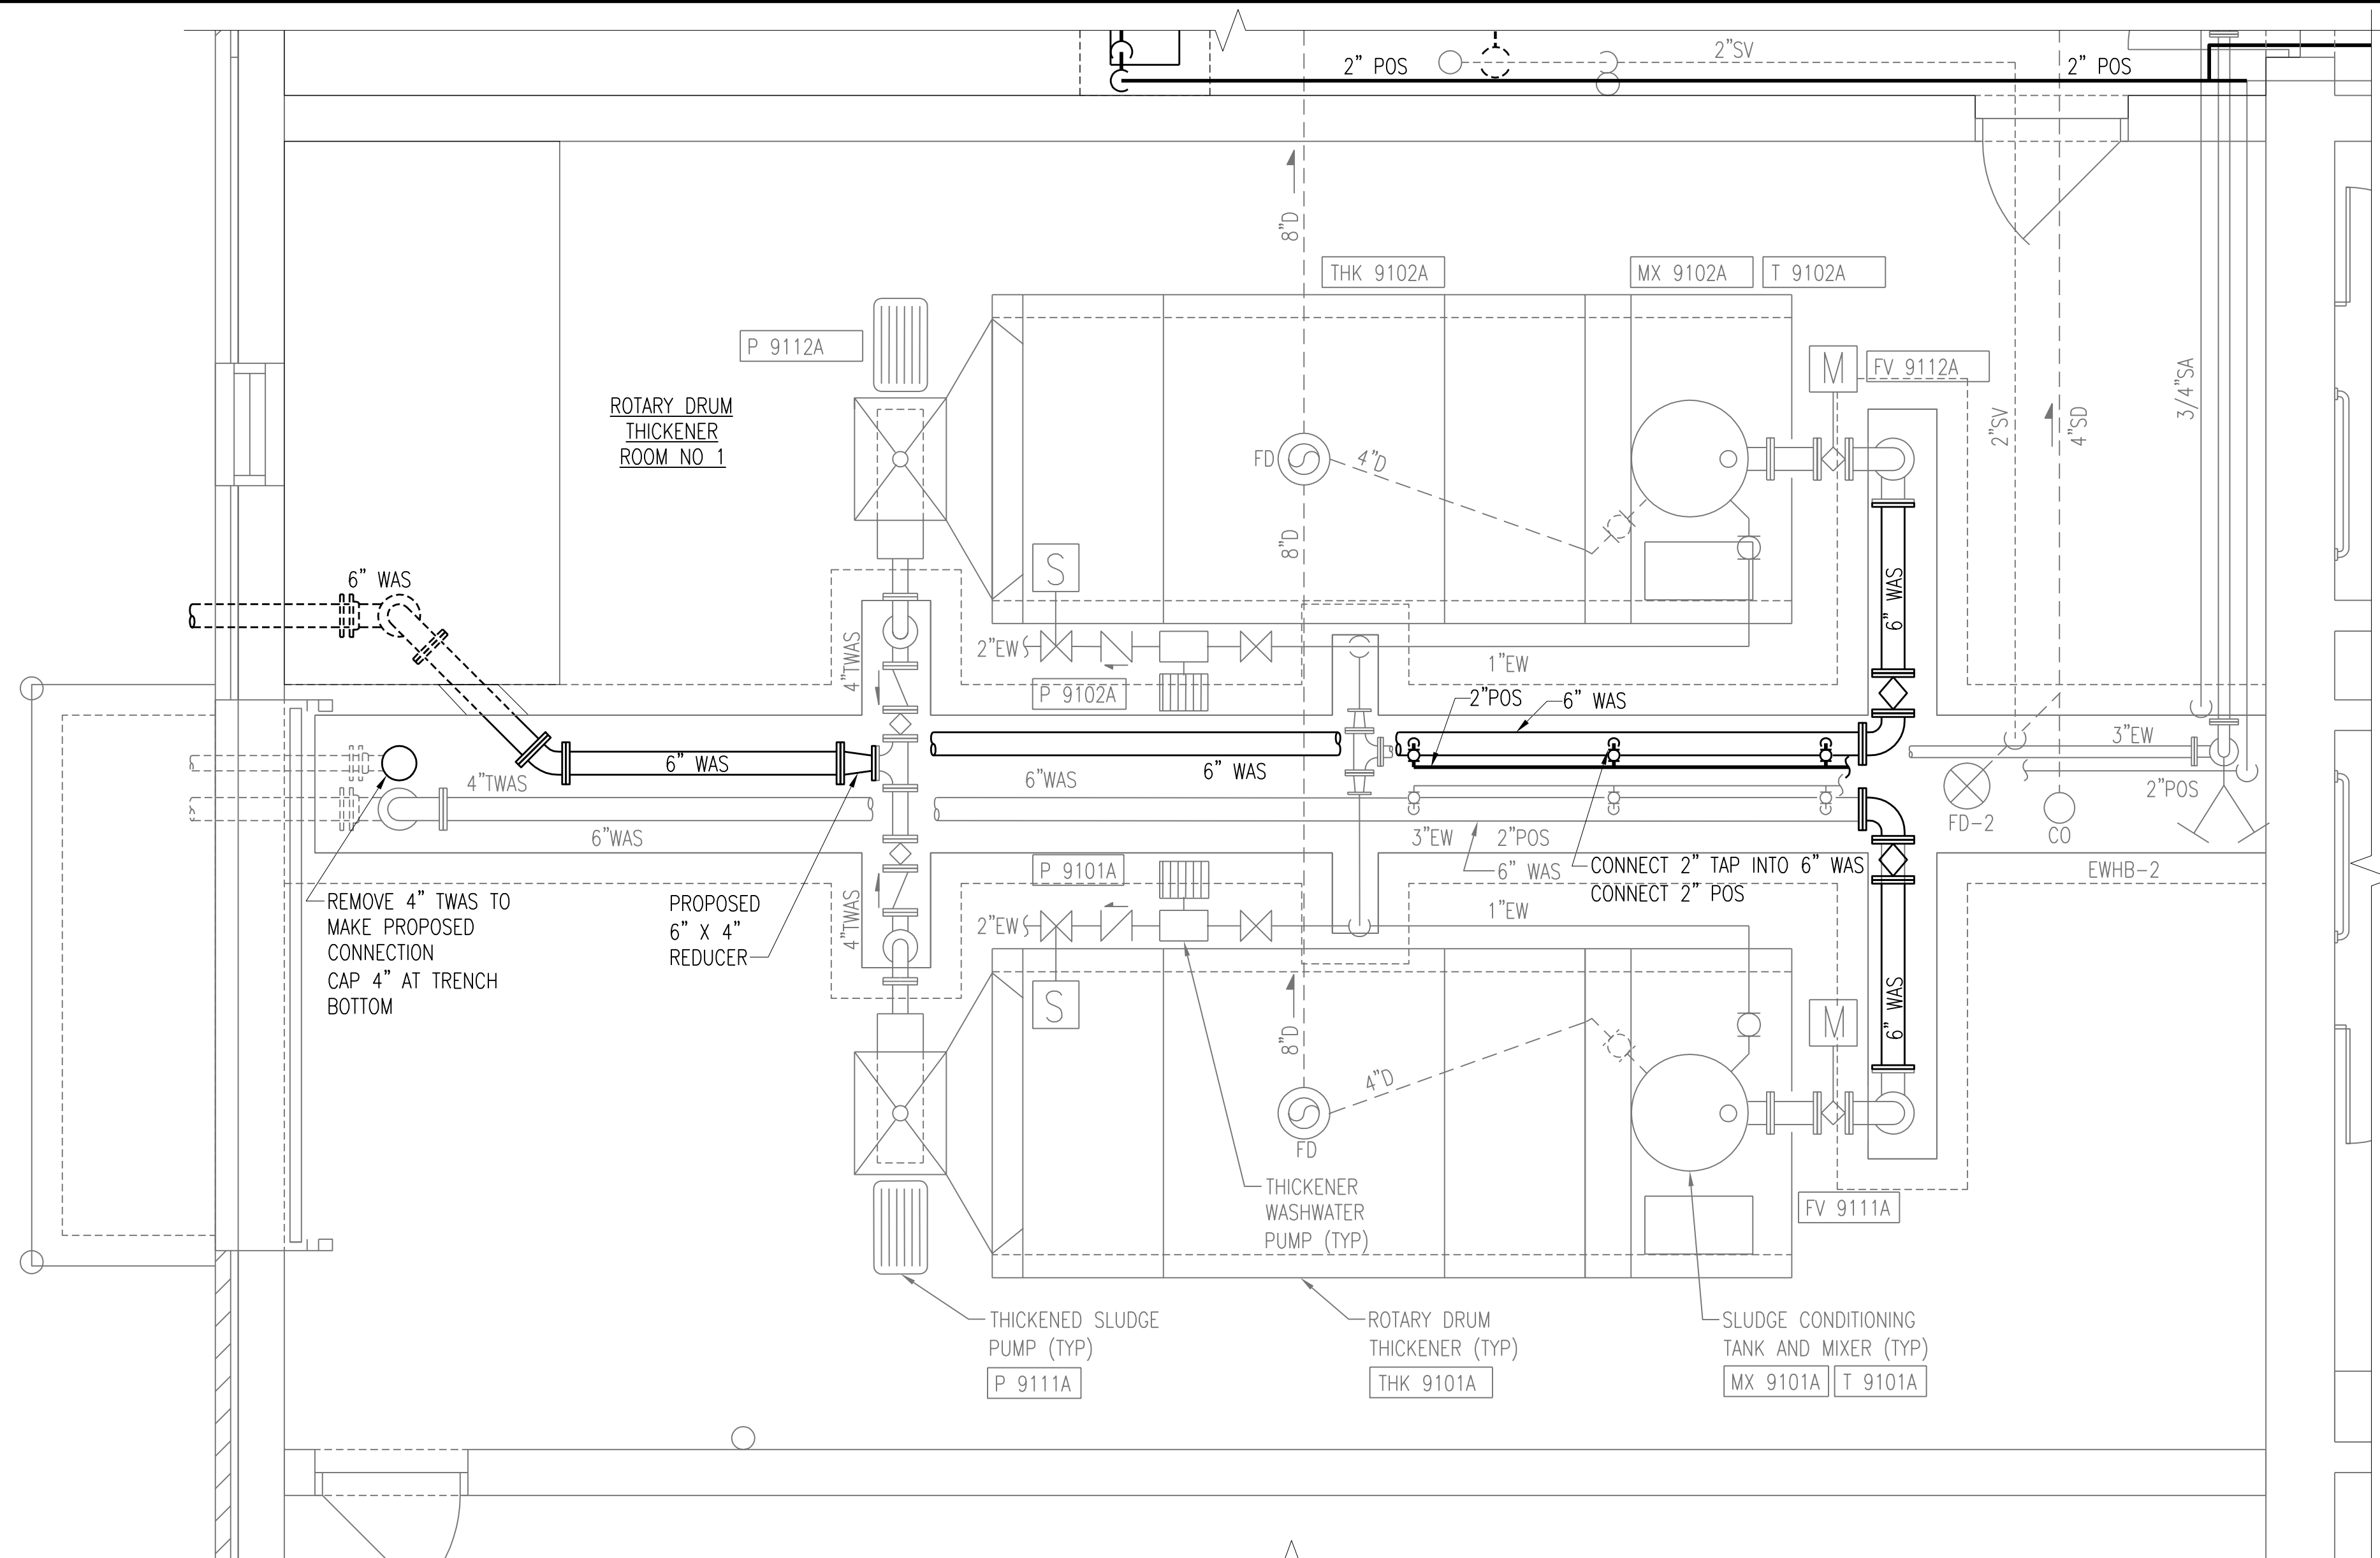 2" POS
2"SV
2" POS
8"D
THK 9102A
MX 9102A
T 9102A
P 9112A
FV 9112A
M
3/4"SA
ROTARY DRUM
THICKENER
ROOM NO 1
2"SV
4"SD
FD
4"D
8"D
S
6" WAS
6" WAS
4"TWAS
2"EW
1"EW
P 9102A
2"POS
6" WAS
3"EW
6" WAS
6" WAS
4"TWAS
6"WAS
2"POS
6"WAS
3"EW
2"POS
FD-2
CO
6" WAS
CONNECT 2" TAP INTO 6" WAS
CONNECT 2" POS
P 9101A
EWHB-2
REMOVE 4" TWAS TO
MAKE PROPOSED
CONNECTION
CAP 4" AT TRENCH
BOTTOM
PROPOSED
6" X 4"
REDUCER
4"TWAS
2"EW
1"EW
S
8"D
4"D
M
6" WAS
FD
THICKENER
WASHWATER
PUMP (TYP)
FV 9111A
THICKENED SLUDGE
PUMP (TYP)
P 9111A
ROTARY DRUM
THICKENER (TYP)
THK 9101A
SLUDGE CONDITIONING
TANK AND MIXER (TYP)
MX 9101A
T 9101A